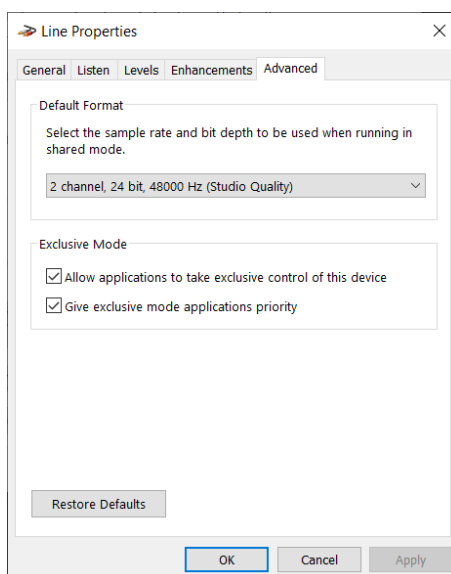 Line Properties
General Listen Levels Enhancements Advanced
Default Format
Select the sample rate and bit depth to be used when running in
shared mode.
2 channel, 24 bit, 48000 Hz (Studio Quality)
Exclusive Mode
Allow applications to take exclusive control of this device
Give exclusive mode applications priority
Restore Defaults
OK Cancel Apply